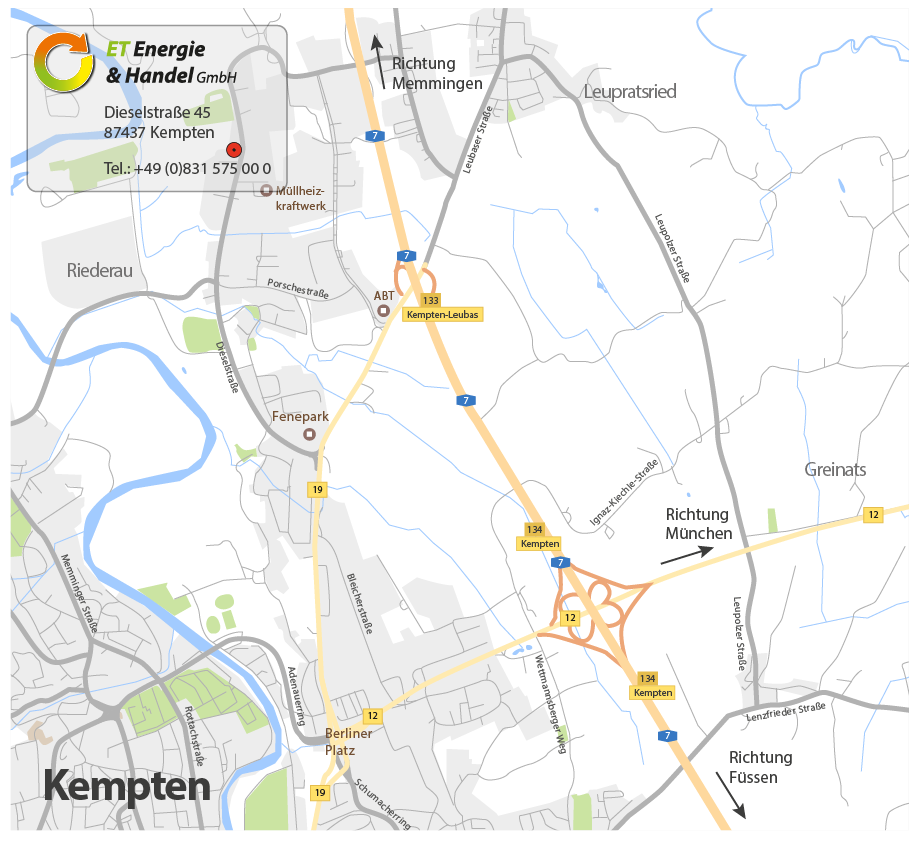 ET Energie
& Handel GmbH
Dieselstraße 45
87437 Kempten
Tel.: +49 (0)831 575 00 0
Richtung
Memmingen
Leupratsried
7
Leubaser Straße
Müllheiz-
kraftwerk
Leupolzer Straße
7
Riederau
Porschestraße
ABT
133
Kempten-Leubas
Dieselstraße
7
Fenepark
Greinats
19
Ignaz-Kiechle-Straße
12
Richtung
München
134
Kempten
7
Memminger Straße
Bleicherstraße
12
Leupolzer Straße
Wettmannsberger Weg
134
Kempten
Adenauerring
Rottachstraße
12
Lenzfrieder Straße
Berliner
Platz
7
Richtung
Füssen
Kempten
19
Schumacherring